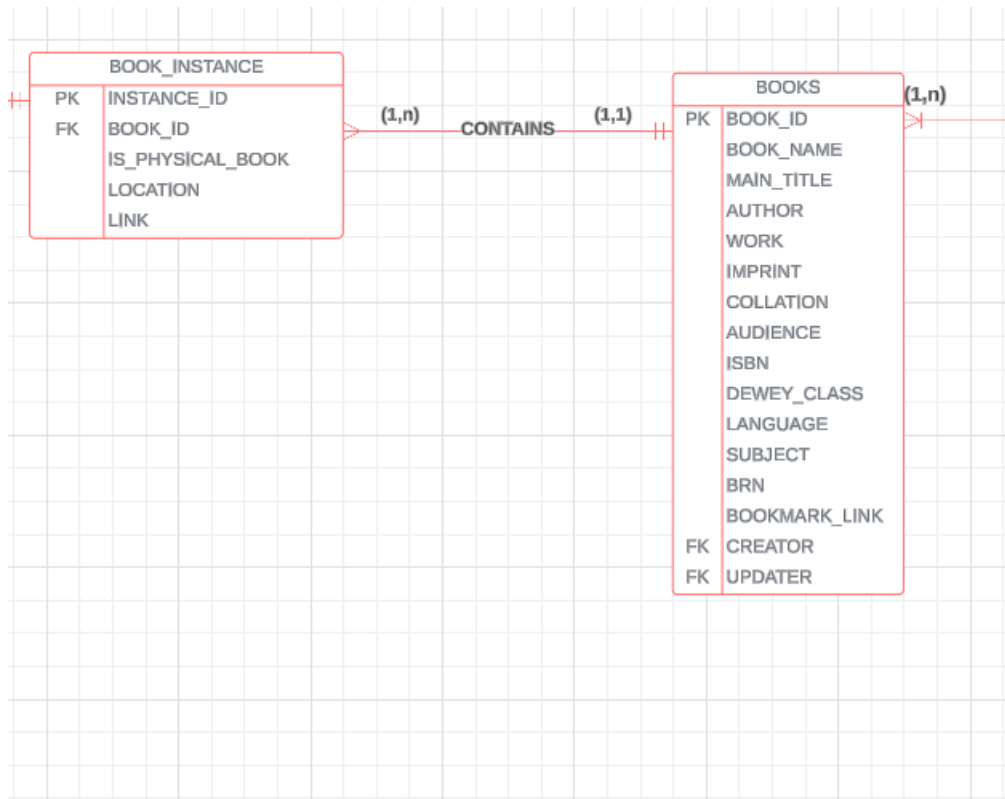 BOOK_INSTANCE
PK INSTANCE_ID
FK BOOK_ID
IS_PHYSICAL_BOOK
LOCATION
LINK
(1,n) CONTAINS (1,1)
BOOKS
(1,n)
PK BOOK_ID
BOOK_NAME
MAIN_TITLE
AUTHOR
WORK
IMPRINT
COLLATION
AUDIENCE
ISBN
DEWEY_CLASS
LANGUAGE
SUBJECT
BRN
BOOKMARK_LINK
FK CREATOR
FK UPDATER